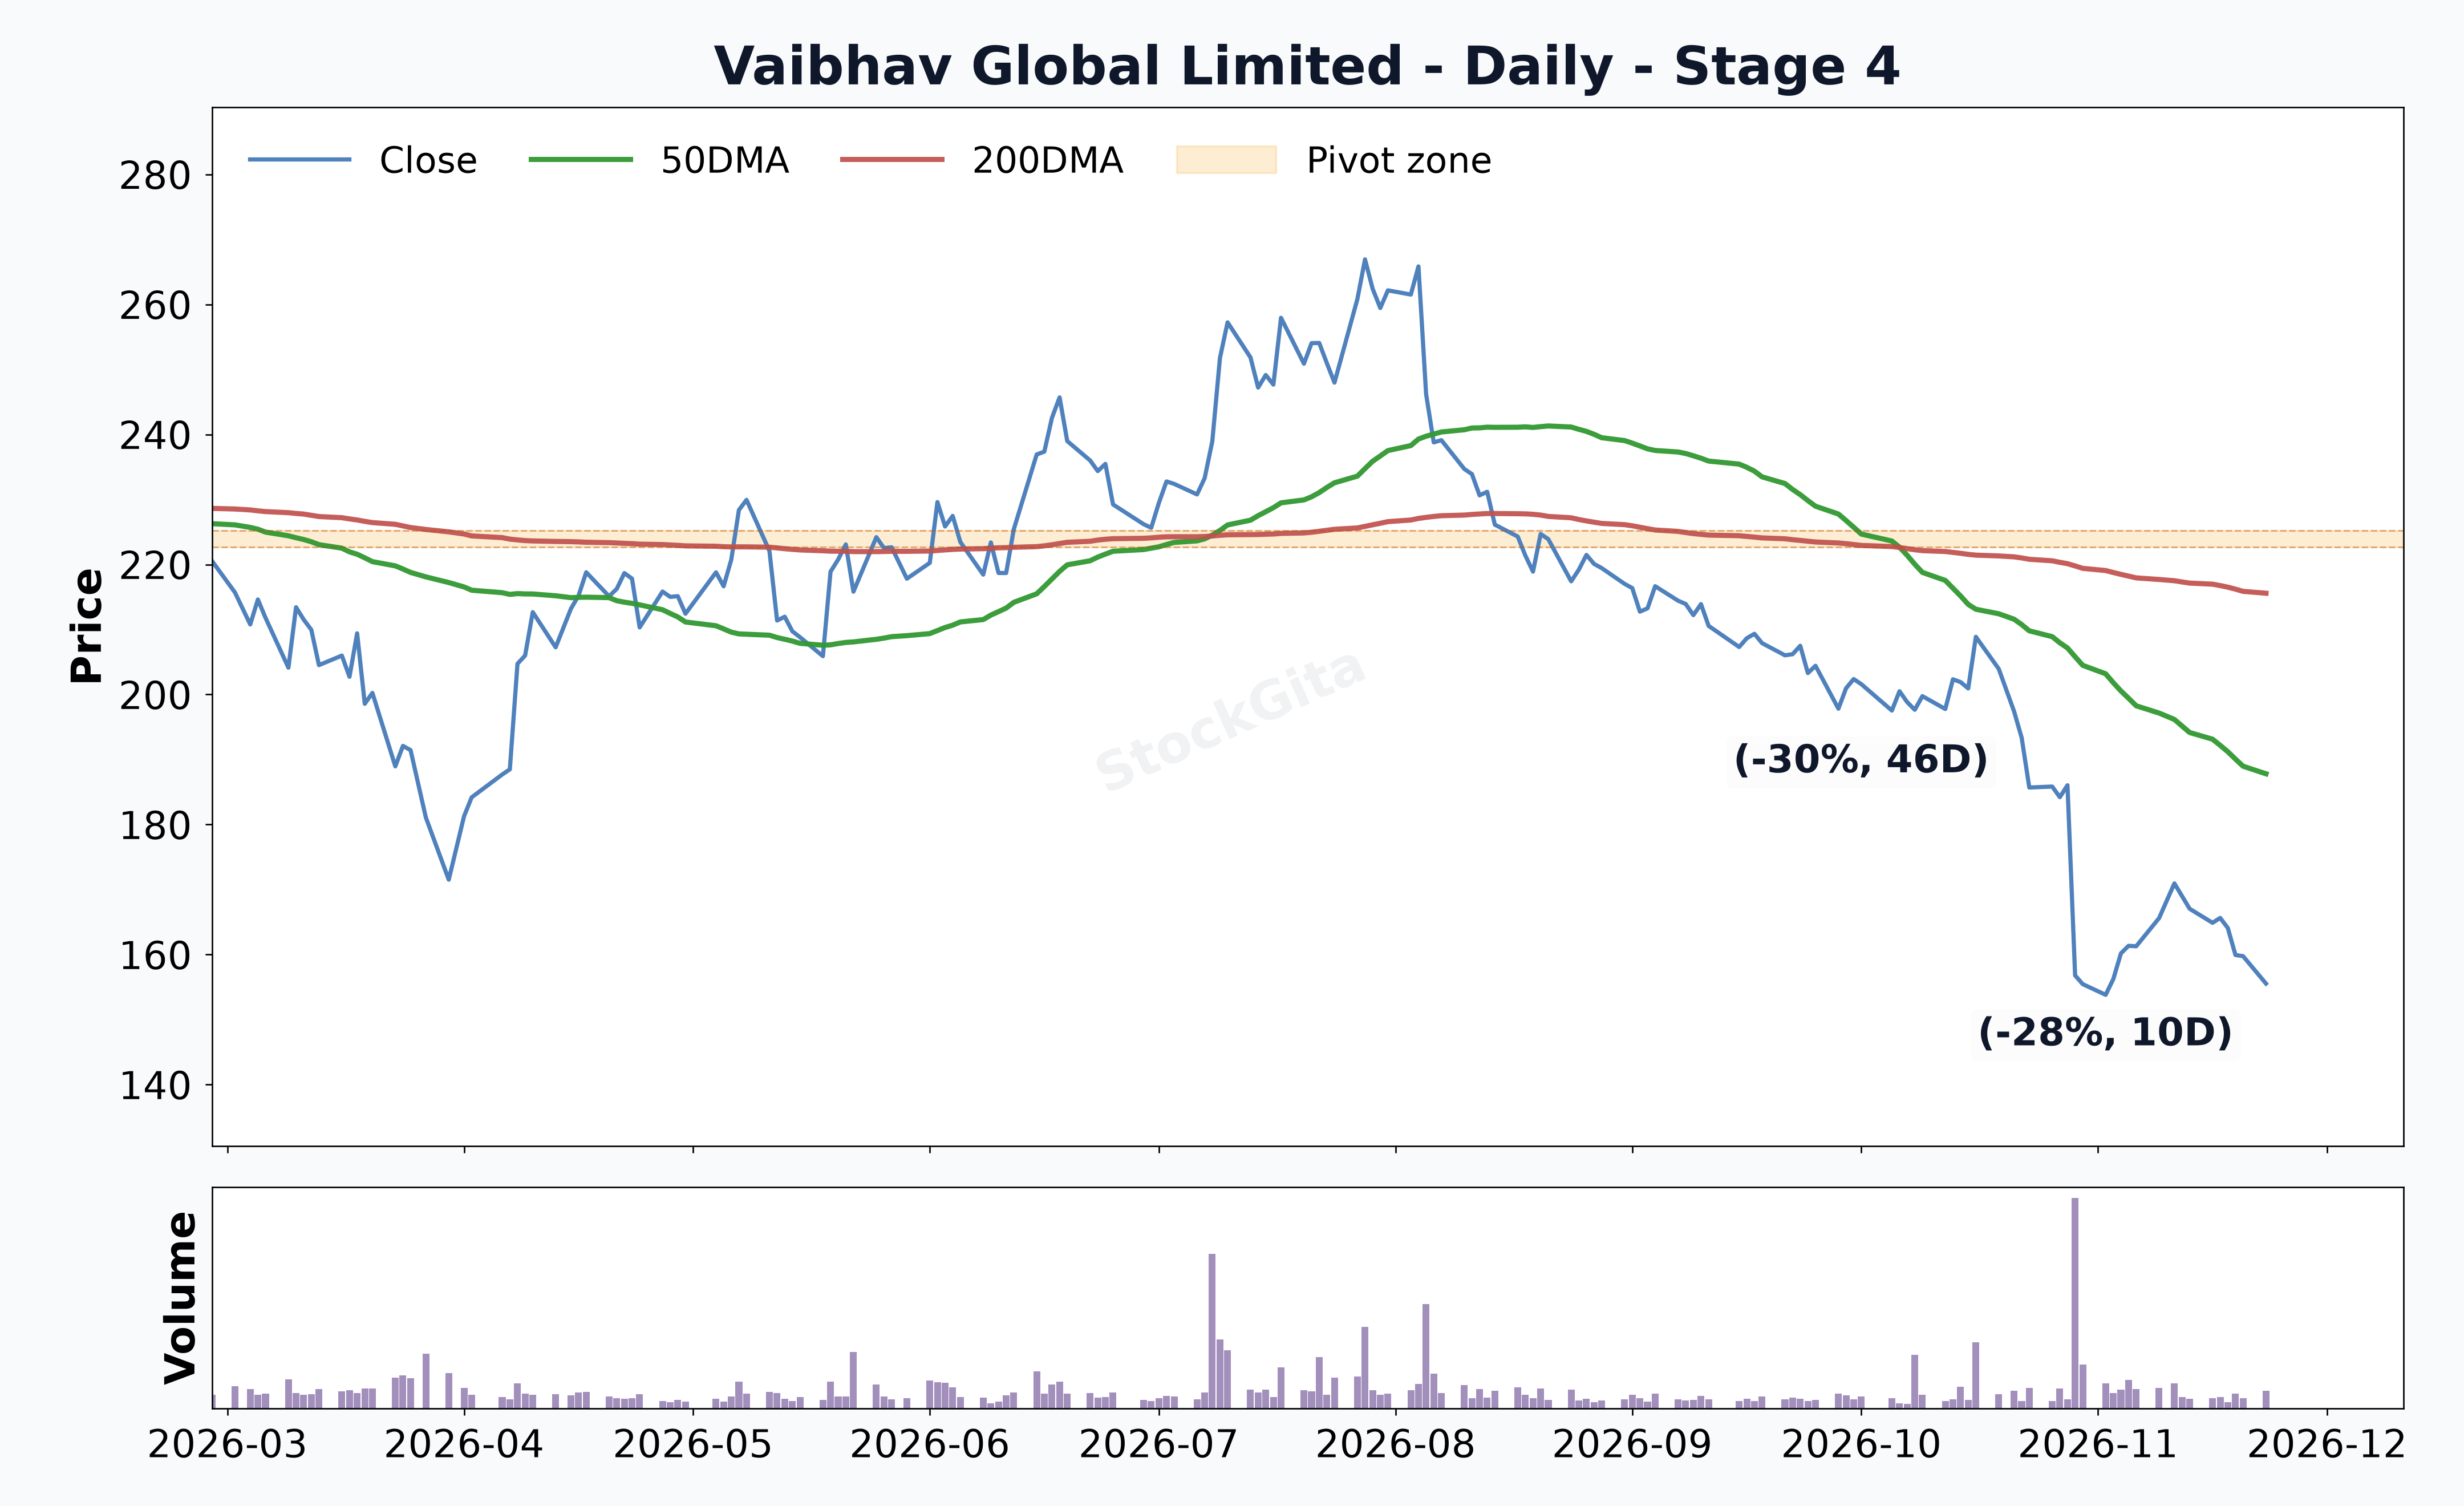 Vaibhav Global Limited - Daily - Stage 4
Close 50DMA 200DMA Pivot zone
280
260
240
220
200
180
160
140
Price
StockGita
(-30%, 46D)
(-28%, 10D)
Volume
2026-03 2026-04 2026-05 2026-06 2026-07 2026-08 2026-09 2026-10 2026-11 2026-12